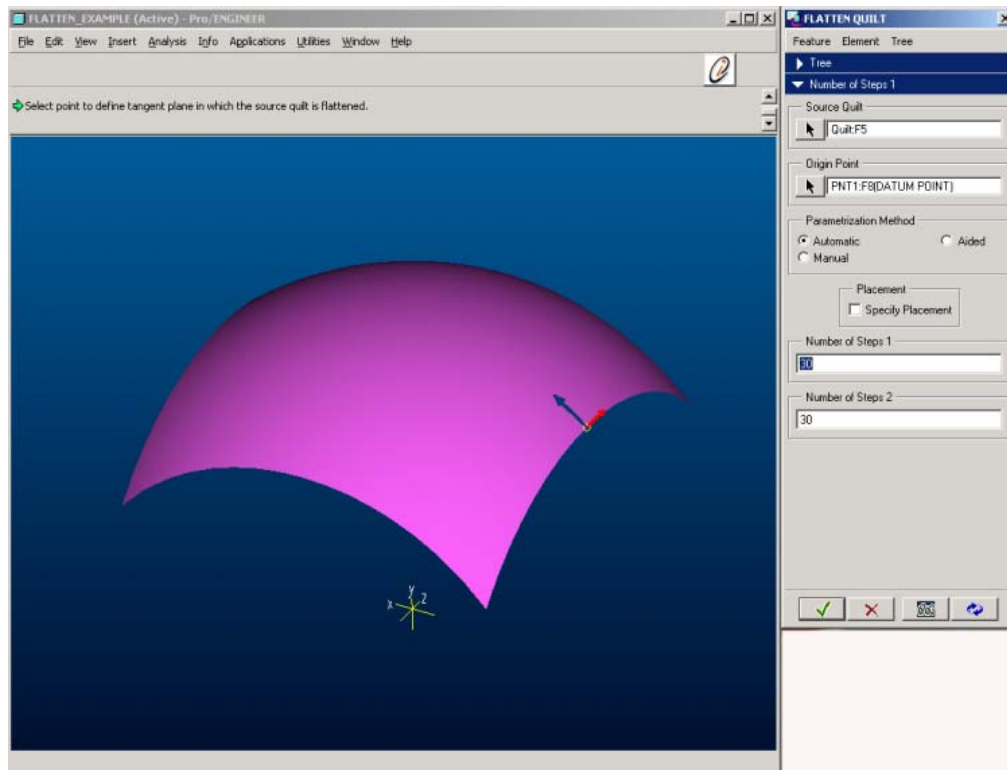 FLATTEN_EXAMPLE (Active) - Pro/ENGINEER
File Edit View Insert Analysis Info Applications Utilities Window Help
Select point to define tangent plane in which the source quilt is flattened.
x y z
FLATTEN QUILT
Feature Element Tree
Tree
Number of Steps 1
Source Quilt
Quilt:F5
Origin Point
PNT1:F8(DATUM POINT)
Parametrization Method
Automatic Aided
Manual
Placement
Specify Placement
Number of Steps 1
30
Number of Steps 2
30